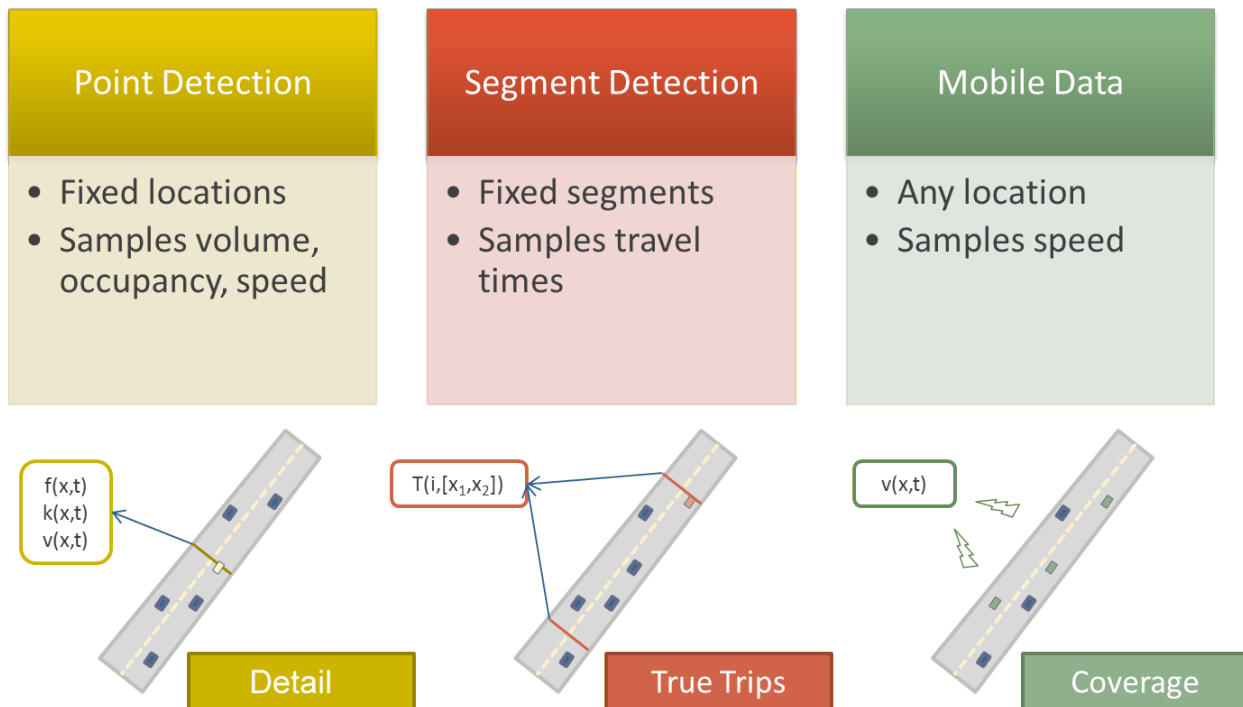 Point Detection
• Fixed locations
• Samples volume,
occupancy, speed
Segment Detection
• Fixed segments
• Samples travel
times
Mobile Data
• Any location
• Samples speed
f(x,t)
k(x,t)
v(x,t)
Detail
T(i,[x₁,x₂])
True Trips
v(x,t)
Coverage